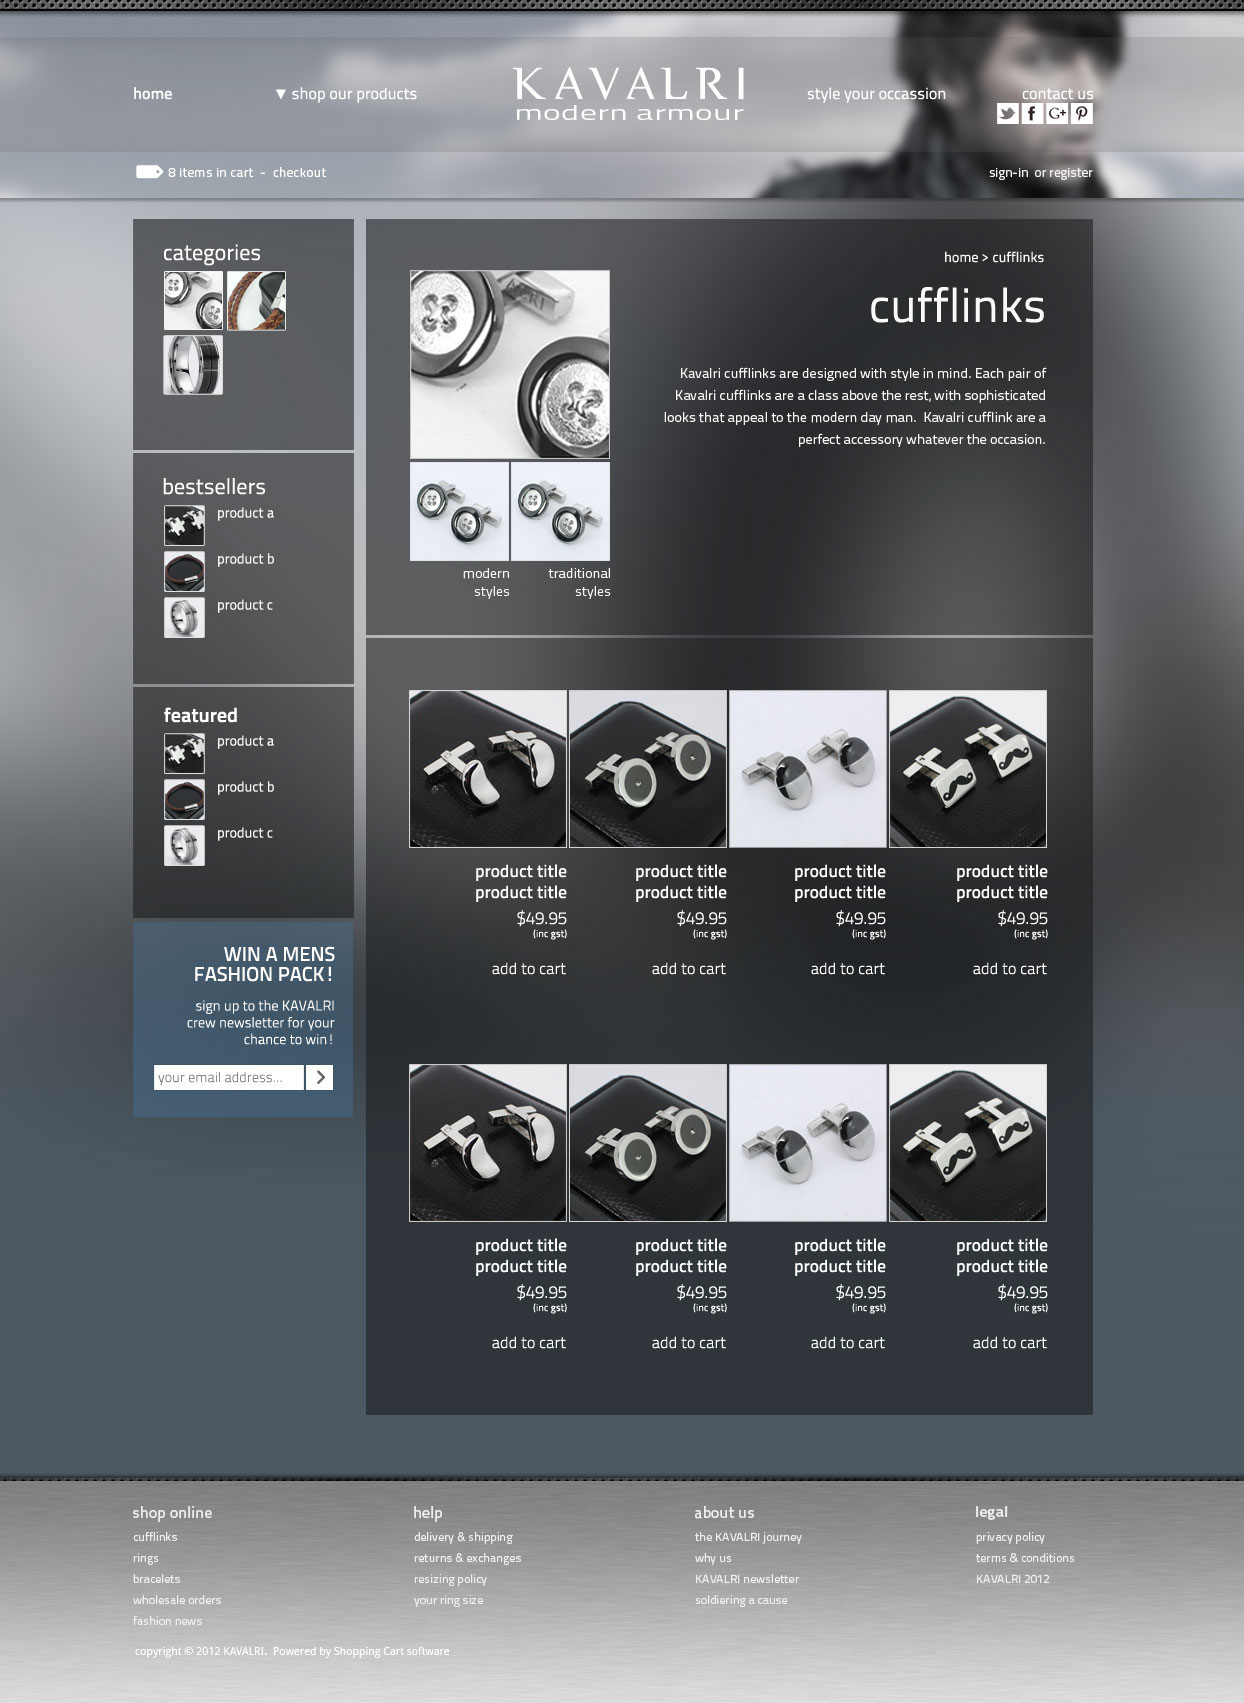 home
▼ shop our products
KAVALRI
modern armour
style your occassion
contact us
8 items in cart - checkout
sign-in or register
categories
bestsellers
product a
product b
product c
featured
product a
product b
product c
WIN A MENS
FASHION PACK!
sign up to the KAVALRI
crew newsletter for your
chance to win!
your email address...
home > cufflinks
cufflinks
Kavalri cufflinks are designed with style in mind. Each pair of
Kavalri cufflinks are a class above the rest, with sophisticated
looks that appeal to the modern day man. Kavalri cufflink are a
perfect accessory whatever the occasion.
modern
styles
traditional
styles
product title
product title
$49.95
(inc gst)
add to cart
product title
product title
$49.95
(inc gst)
add to cart
product title
product title
$49.95
(inc gst)
add to cart
product title
product title
$49.95
(inc gst)
add to cart
product title
product title
$49.95
(inc gst)
add to cart
product title
product title
$49.95
(inc gst)
add to cart
product title
product title
$49.95
(inc gst)
add to cart
product title
product title
$49.95
(inc gst)
add to cart
shop online
cufflinks
rings
bracelets
wholesale orders
fashion news
help
delivery & shipping
returns & exchanges
resizing policy
your ring size
about us
the KAVALRI journey
why us
KAVALRI newsletter
soldiering a cause
legal
privacy policy
terms & conditions
KAVALRI 2012
copyright © 2012 KAVALRI. Powered by Shopping Cart software